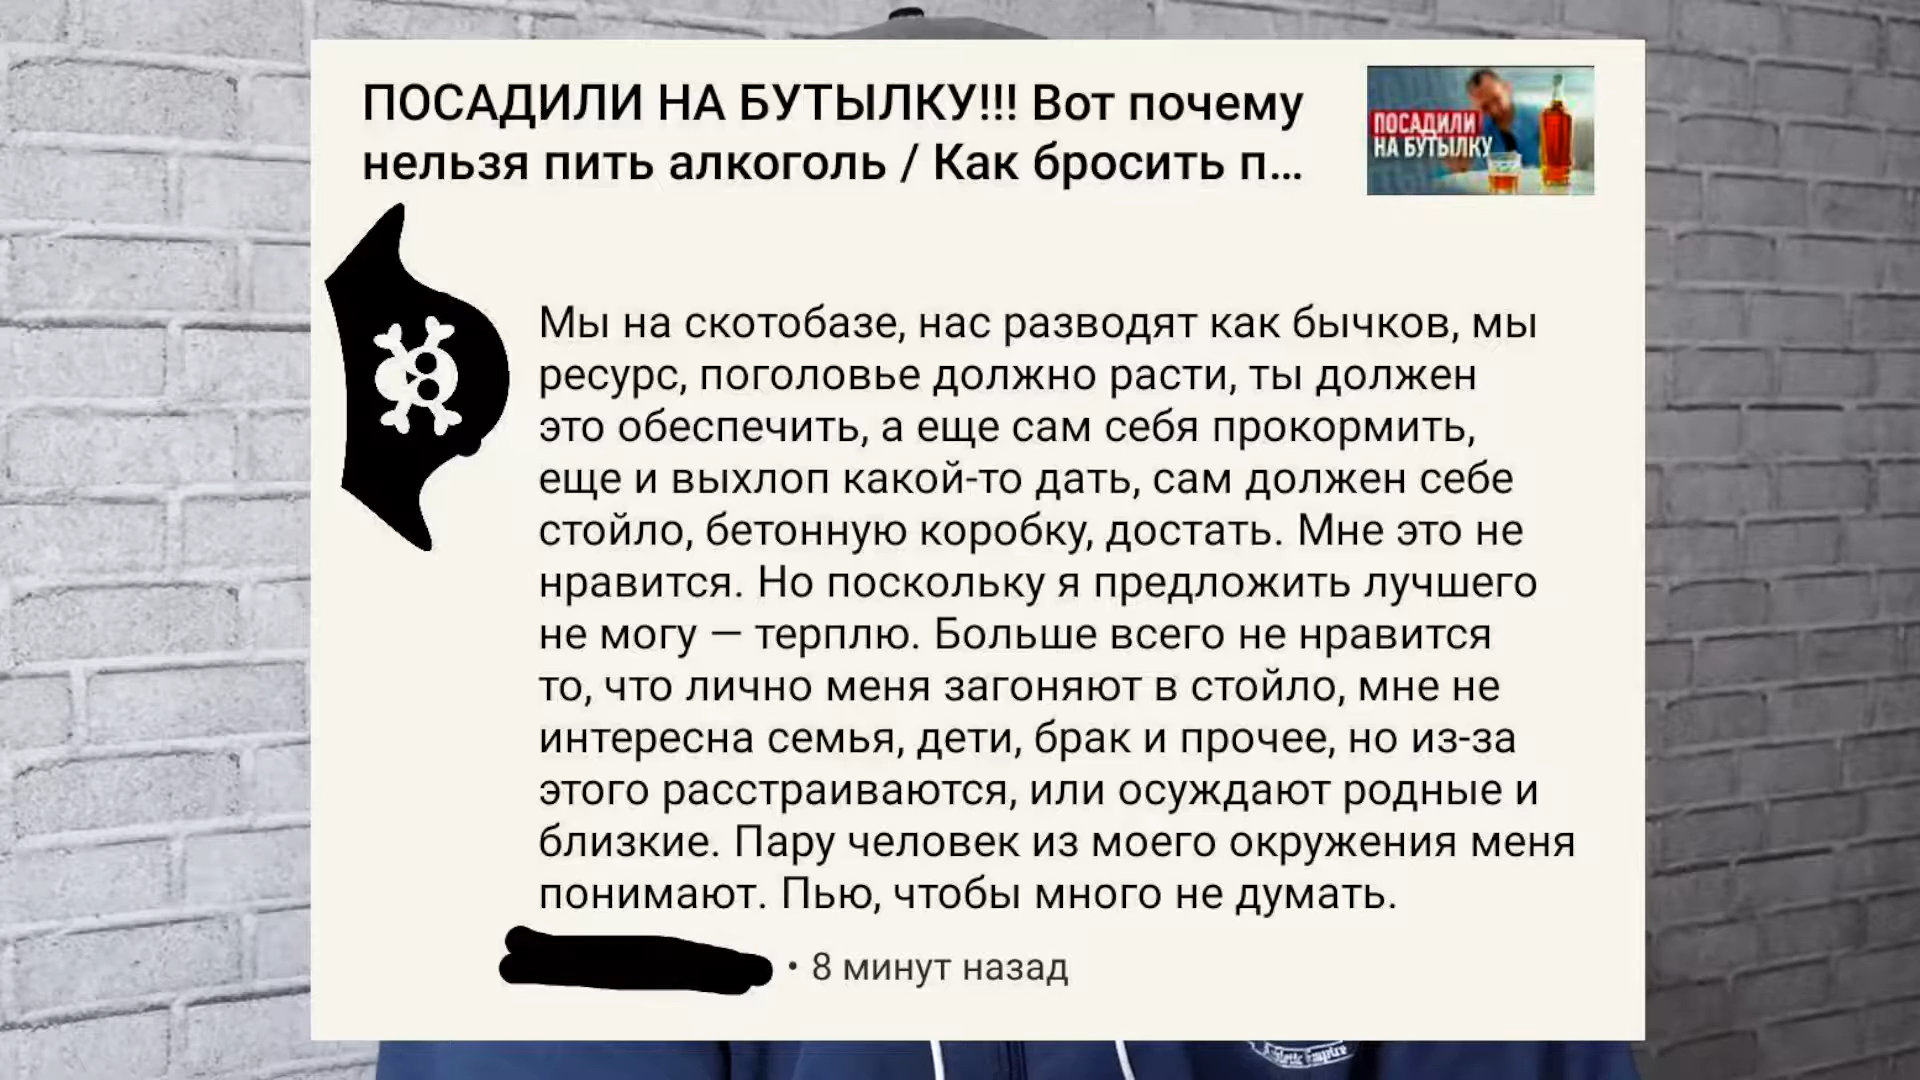 ПОСАДИЛИ НА БУТЫЛКУ!!! Вот почему
нельзя пить алкоголь / Как бросить п...
ПОСАДИЛИ
НА БУТЫЛКУ
Мы на скотобазе, нас разводят как бычков, мы
ресурс, поголовье должно расти, ты должен
это обеспечить, а еще сам себя прокормить,
еще и выхлоп какой-то дать, сам должен себе
стойло, бетонную коробку, достать. Мне это не
нравится. Но поскольку я предложить лучшего
не могу — терплю. Больше всего не нравится
то, что лично меня загоняют в стойло, мне не
интересна семья, дети, брак и прочее, но из-за
этого расстраиваются, или осуждают родные и
близкие. Пару человек из моего окружения меня
понимают. Пью, чтобы много не думать.
• 8 минут назад
Athletic Empire